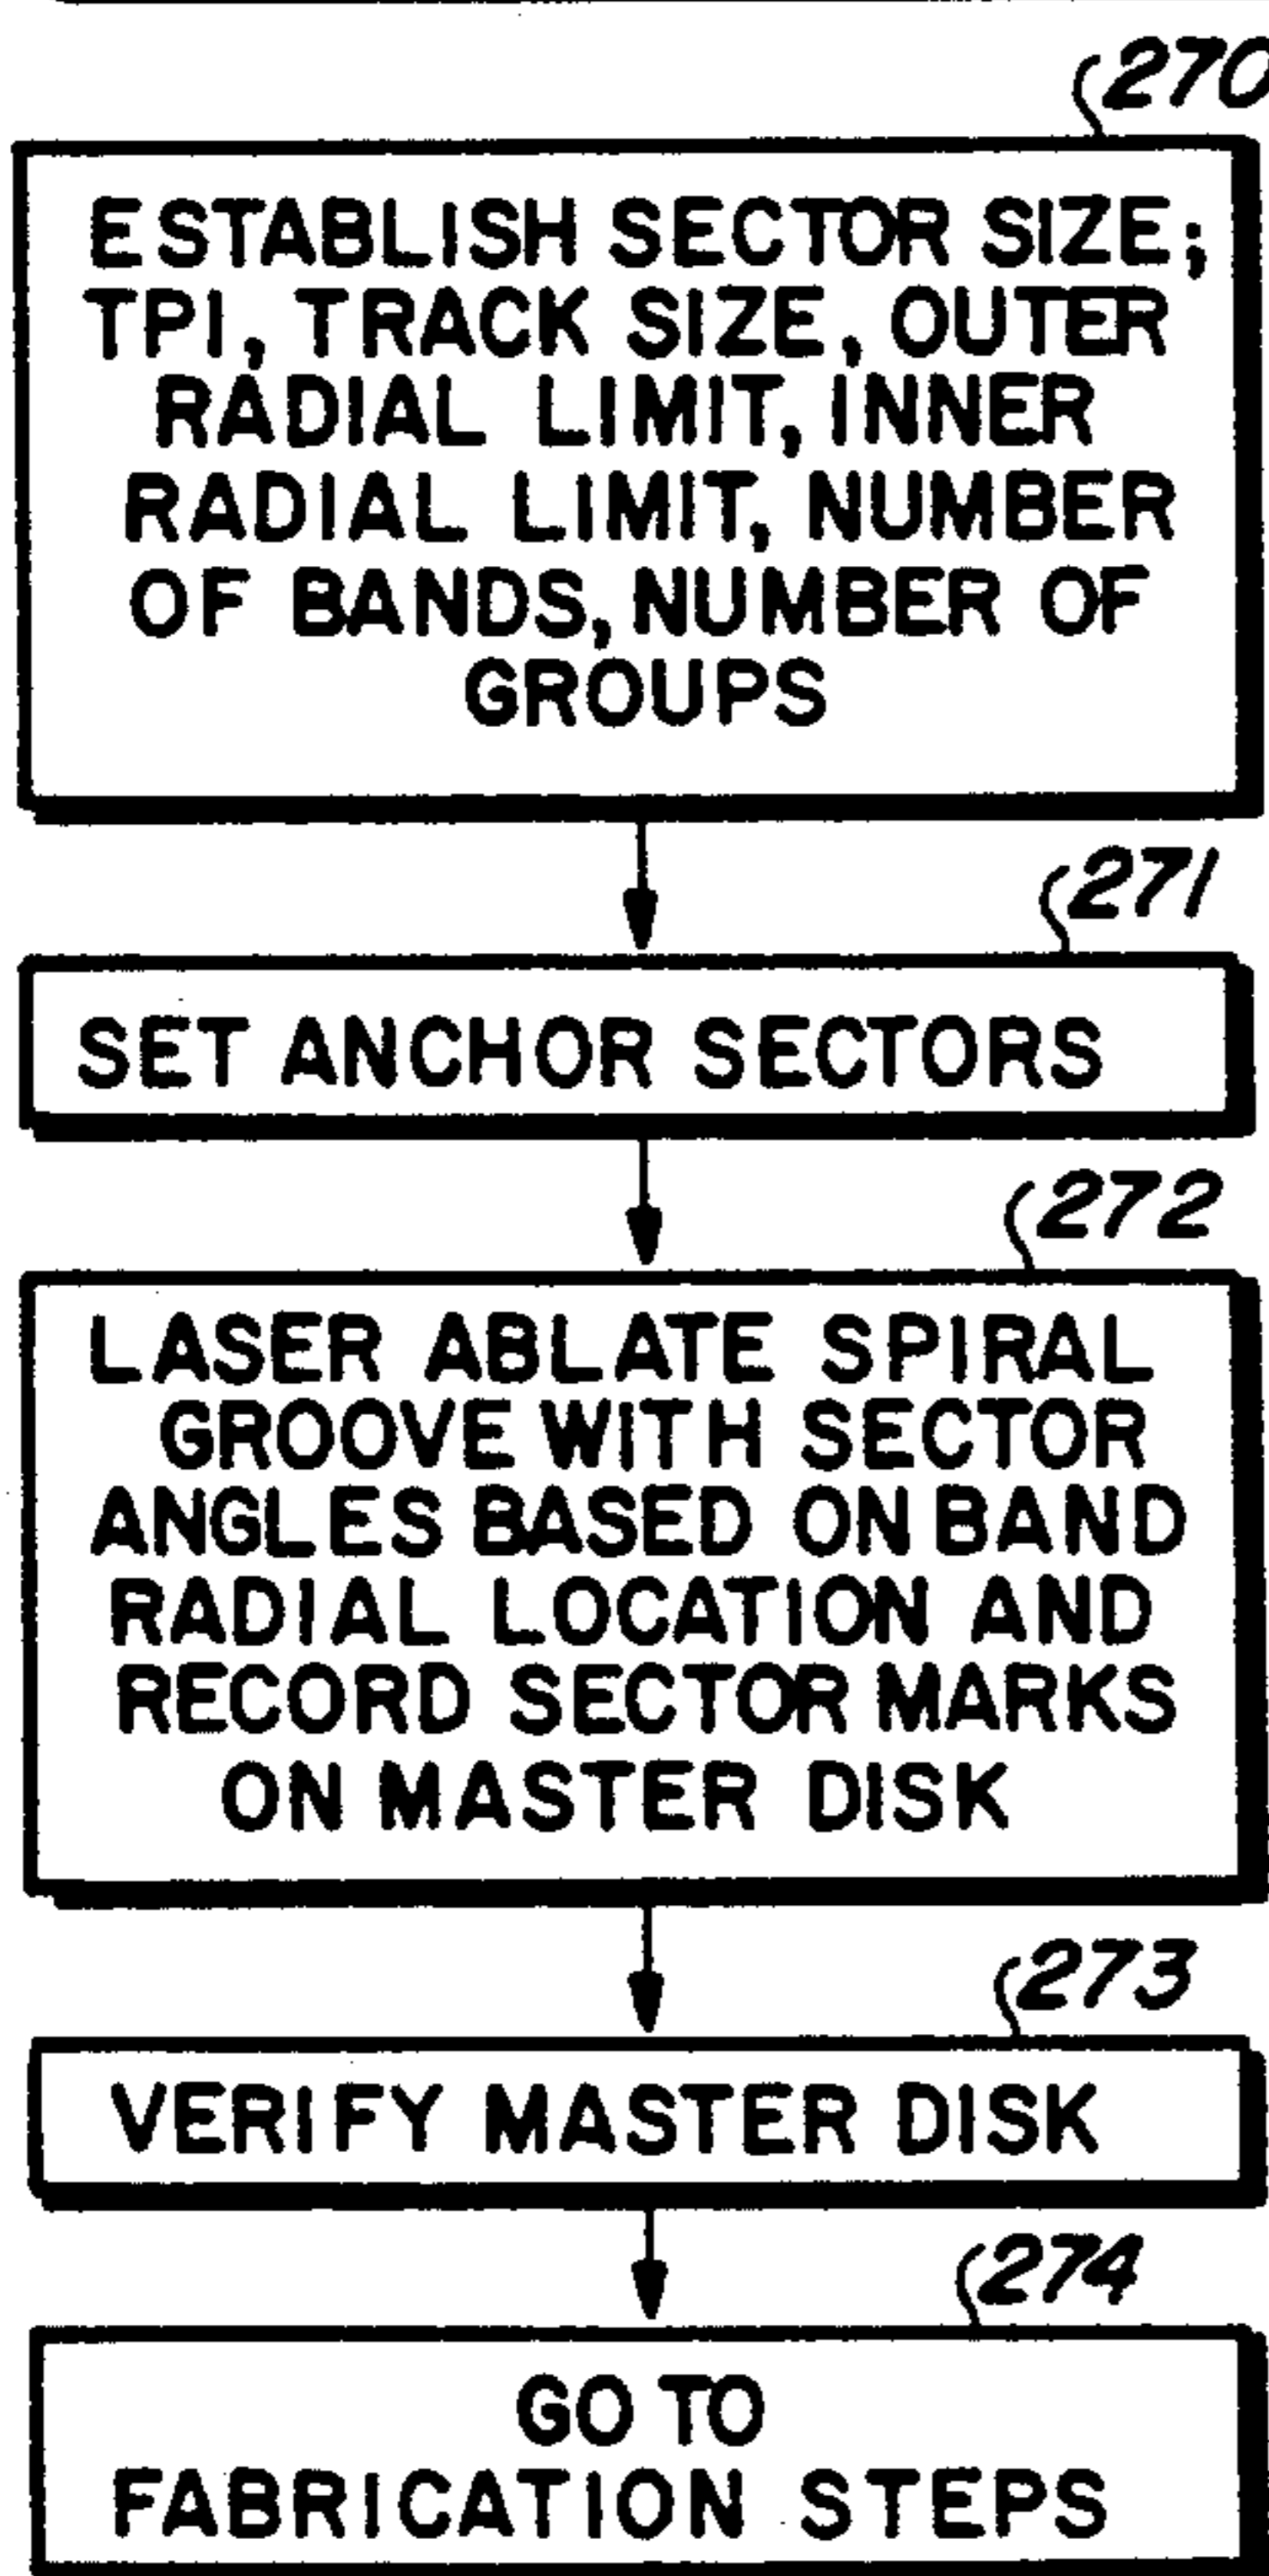 270
ESTABLISH SECTOR SIZE;
TPI, TRACK SIZE, OUTER
RADIAL LIMIT, INNER
RADIAL LIMIT, NUMBER
OF BANDS, NUMBER OF
GROUPS
271
SET ANCHOR SECTORS
272
LASER ABLATE SPIRAL
GROOVE WITH SECTOR
ANGLES BASED ON BAND
RADIAL LOCATION AND
RECORD SECTOR MARKS
ON MASTER DISK
273
VERIFY MASTER DISK
274
GO TO
FABRICATION STEPS